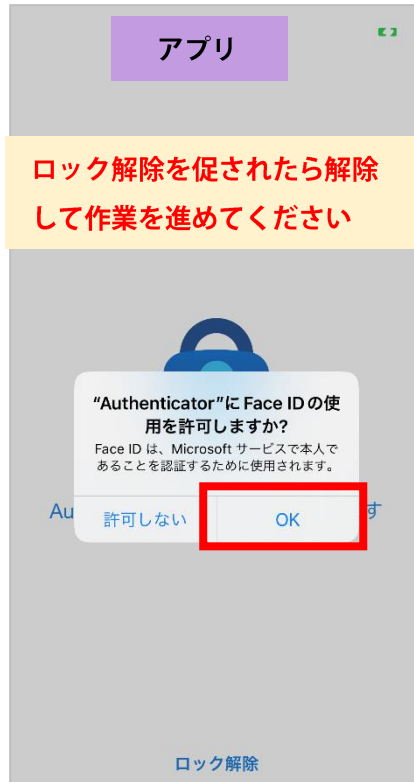 アプリ
ロック解除を促されたら解除
して作業を進めてください
“Authenticator”に Face ID の使
用を許可しますか?
Face ID は、Microsoft サービスで本人で
あることを認証するために使用されます。
Au
す
許可しない
OK
ロック解除